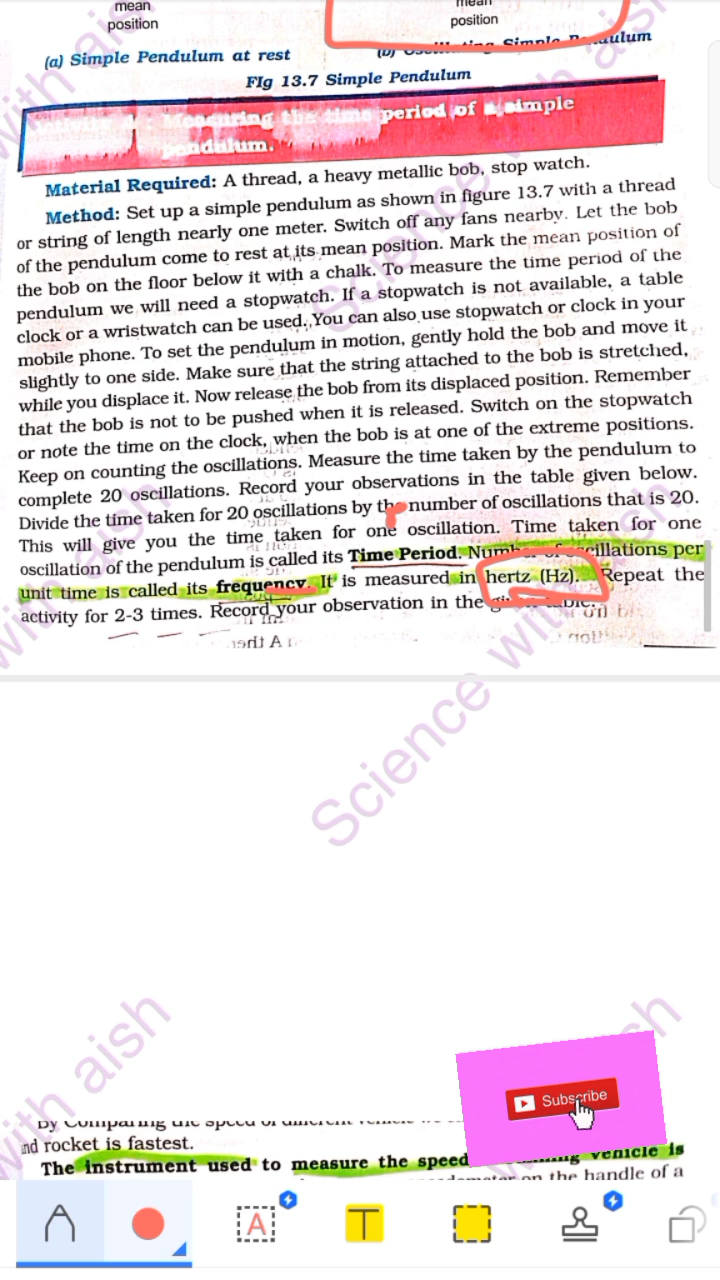 mean
position
mean
position
(a) Simple Pendulum at rest
Simple Pendulum
FIg 13.7 Simple Pendulum
Measuring the time period of a simple
pendulum.
Material Required: A thread, a heavy metallic bob, stop watch.
Method: Set up a simple pendulum as shown in figure 13.7 with a thread
or string of length nearly one meter. Switch off any fans nearby. Let the bob
of the pendulum come to rest at its mean position. Mark the mean position of
the bob on the floor below it with a chalk. To measure the time period of the
pendulum we will need a stopwatch. If a stopwatch is not available, a table
clock or a wristwatch can be used. You can also use stopwatch or clock in your
mobile phone. To set the pendulum in motion, gently hold the bob and move it
slightly to one side. Make sure that the string attached to the bob is stretched,
while you displace it. Now release the bob from its displaced position. Remember
that the bob is not to be pushed when it is released. Switch on the stopwatch
or note the time on the clock, when the bob is at one of the extreme positions.
Keep on counting the oscillations. Measure the time taken by the pendulum to
complete 20 oscillations. Record your observations in the table given below.
Divide the time taken for 20 oscillations by the number of oscillations that is 20.
This will give you the time taken for one oscillation. Time taken for one
oscillation of the pendulum is called its Time Period. Number of oscillations per
unit time is called its frequency. It is measured in hertz (Hz). Repeat the
activity for 2-3 times. Record your observation in the given table.
Science with aish
By Comparing the speed of different vehicle
nd rocket is fastest.
Subscribe
The instrument used to measure the speed vehicle is
on the handle of a
A
T